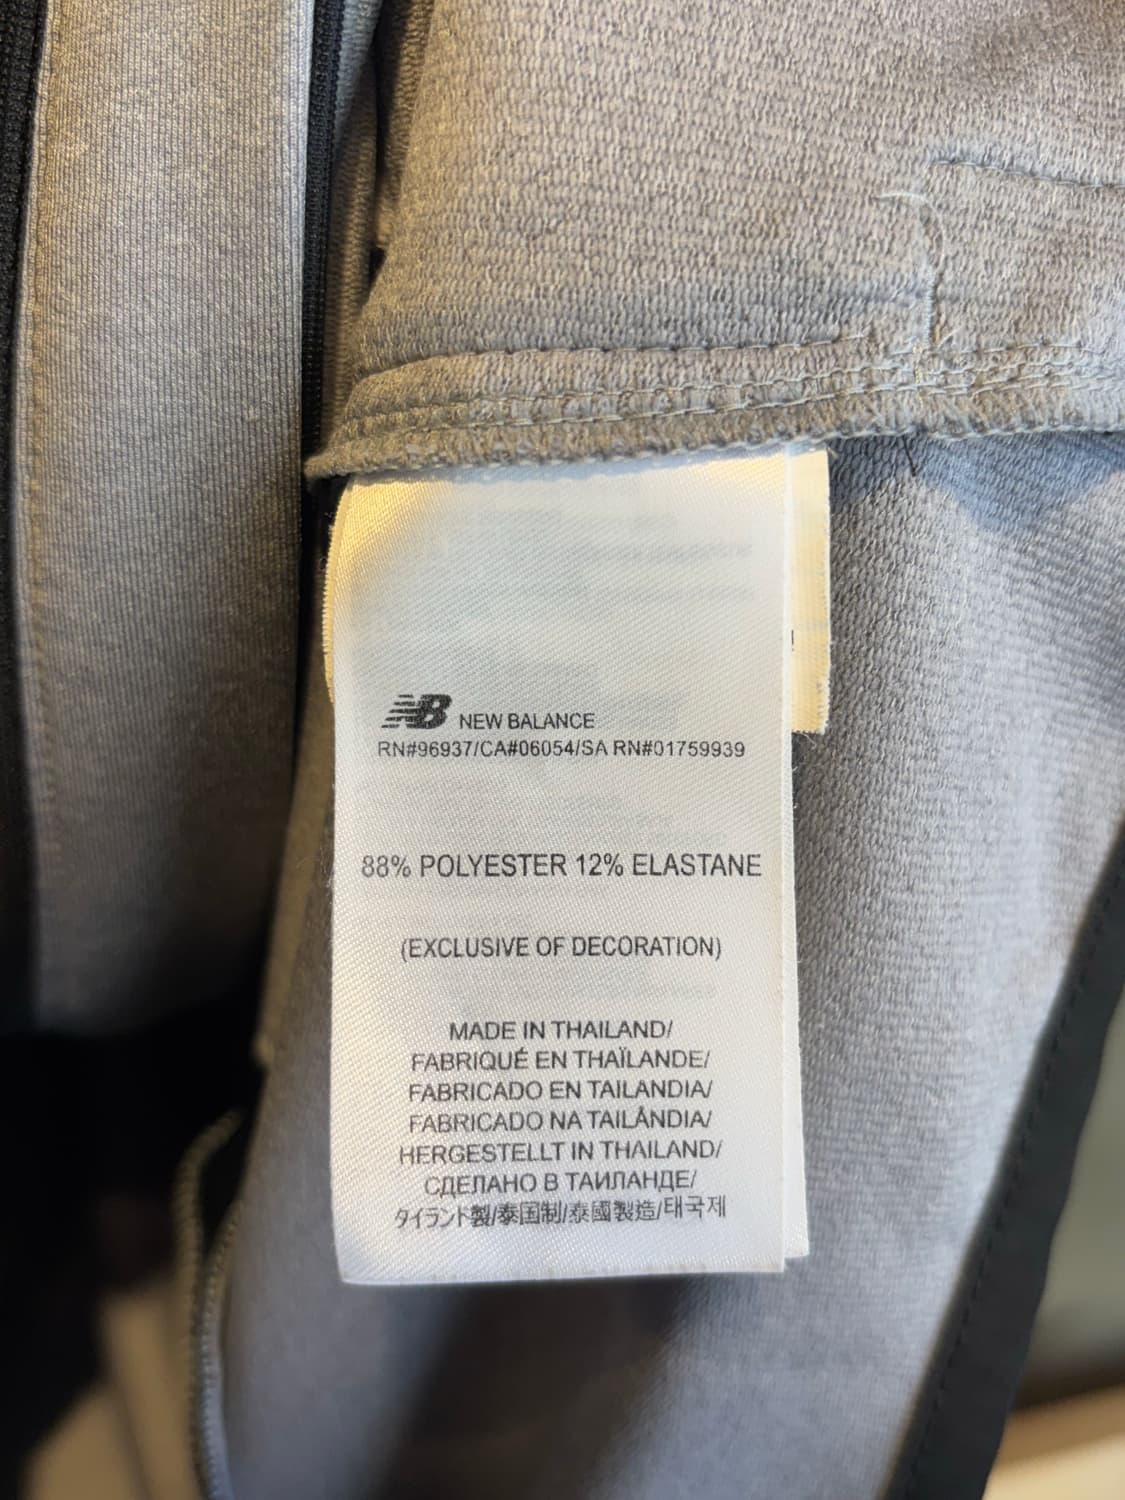 NB NEW BALANCE
RN#96937/CA#06054/SA RN#01759939
88% POLYESTER 12% ELASTANE
(EXCLUSIVE OF DECORATION)
MADE IN THAILAND/
FABRIQUÉ EN THAÏLANDE/
FABRICADO EN TAILANDIA/
FABRICADO NA TAILÂNDIA/
HERGESTELLT IN THAILAND/
СДЕЛАНО В ТАИЛАНДЕ/
タイランド製/泰国制/泰國製造/태국제